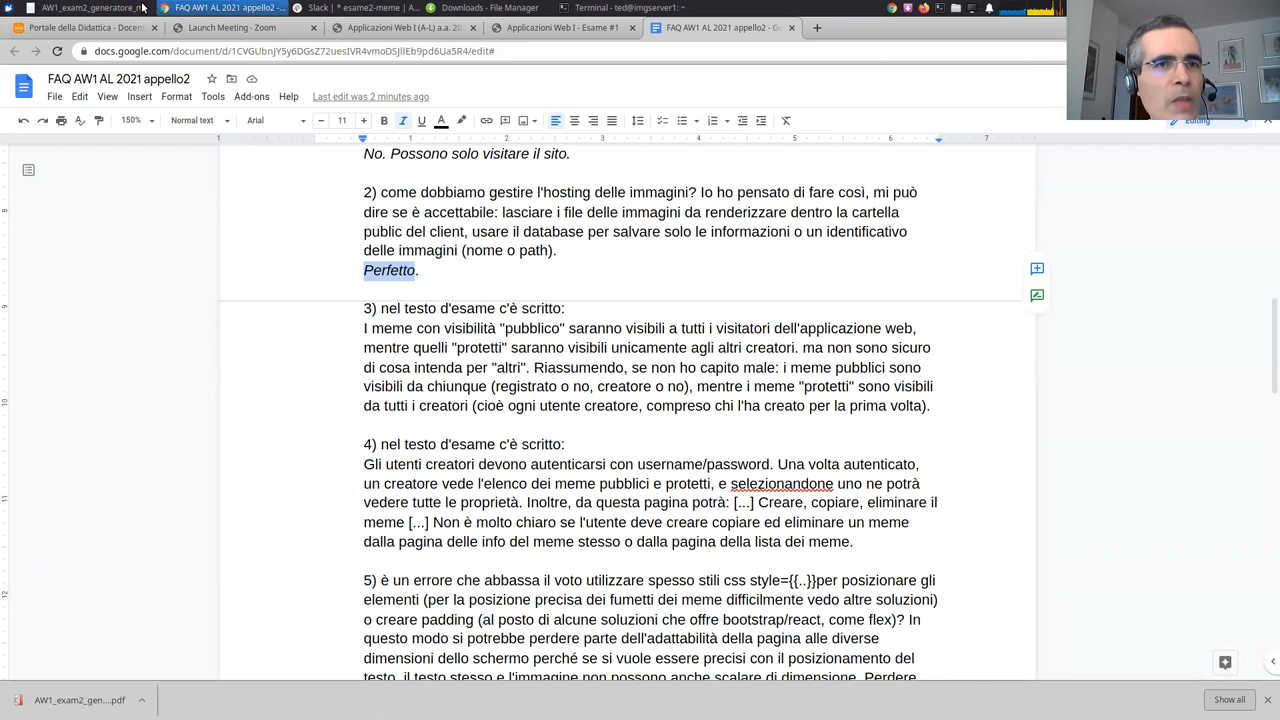 AW1_exam2_generatore_m
FAQ AW1 AL 2021 appello2 -...
Slack | * esame2-meme | A...
Downloads - File Manager
Terminal - ted@imgserver1: ~
Portale della Didattica - Docen
Launch Meeting - Zoom
Applicazioni Web I (A-L) a.a. 20
Applicazioni Web I - Esame #1
FAQ AW1 AL 2021 appello2 - Go
docs.google.com/document/d/1CVGUbnJY5y6DGsZ72uesIVR4vmoDSJllEb9pd6Ua5R4/edit#
FAQ AW1 AL 2021 appello2
File Edit View Insert Format Tools Add-ons Help Last edit was 2 minutes ago
150% Normal text Arial 11 Editing
No. Possono solo visitare il sito.
2) come dobbiamo gestire l'hosting delle immagini? Io ho pensato di fare così, mi può
dire se è accettabile: lasciare i file delle immagini da renderizzare dentro la cartella
public del client, usare il database per salvare solo le informazioni o un identificativo
delle immagini (nome o path).
Perfetto.
3) nel testo d'esame c'è scritto:
I meme con visibilità "pubblico" saranno visibili a tutti i visitatori dell'applicazione web,
mentre quelli "protetti" saranno visibili unicamente agli altri creatori. ma non sono sicuro
di cosa intenda per "altri". Riassumendo, se non ho capito male: i meme pubblici sono
visibili da chiunque (registrato o no, creatore o no), mentre i meme "protetti" sono visibili
da tutti i creatori (cioè ogni utente creatore, compreso chi l'ha creato per la prima volta).
4) nel testo d'esame c'è scritto:
Gli utenti creatori devono autenticarsi con username/password. Una volta autenticato,
un creatore vede l'elenco dei meme pubblici e protetti, e selezionandone uno ne potrà
vedere tutte le proprietà. Inoltre, da questa pagina potrà: [...] Creare, copiare, eliminare il
meme [...] Non è molto chiaro se l'utente deve creare copiare ed eliminare un meme
dalla pagina delle info del meme stesso o dalla pagina della lista dei meme.
5) è un errore che abbassa il voto utilizzare spesso stili css style={{..}}per posizionare gli
elementi (per la posizione precisa dei fumetti dei meme difficilmente vedo altre soluzioni)
o creare padding (al posto di alcune soluzioni che offre bootstrap/react, come flex)? In
questo modo si potrebbe perdere parte dell'adattabilità della pagina alle diverse
dimensioni dello schermo perché se si vuole essere precisi con il posizionamento del
testo, il testo stesso e l'immagine non possono anche scalare di dimensione. Perdere
AW1_exam2_gen....pdf
Show all